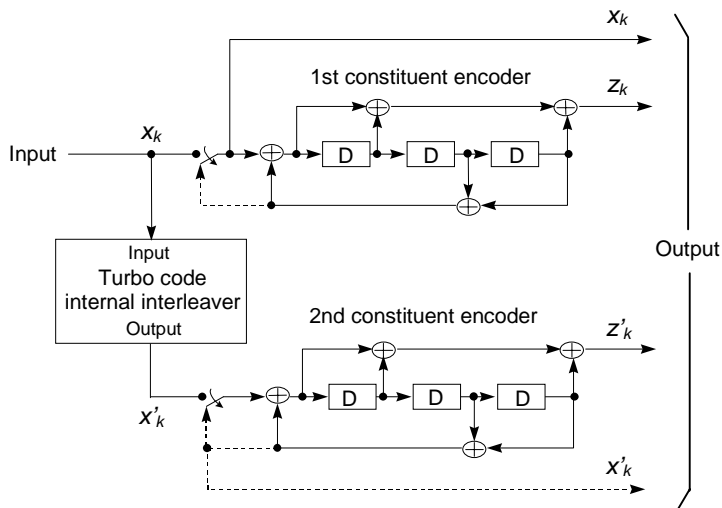 x_k
1st constituent encoder
z_k
x_k
Input
D D D
Output
Input
Turbo code
internal interleaver
Output
2nd constituent encoder
z'_k
x'_k
D D D
x'_k